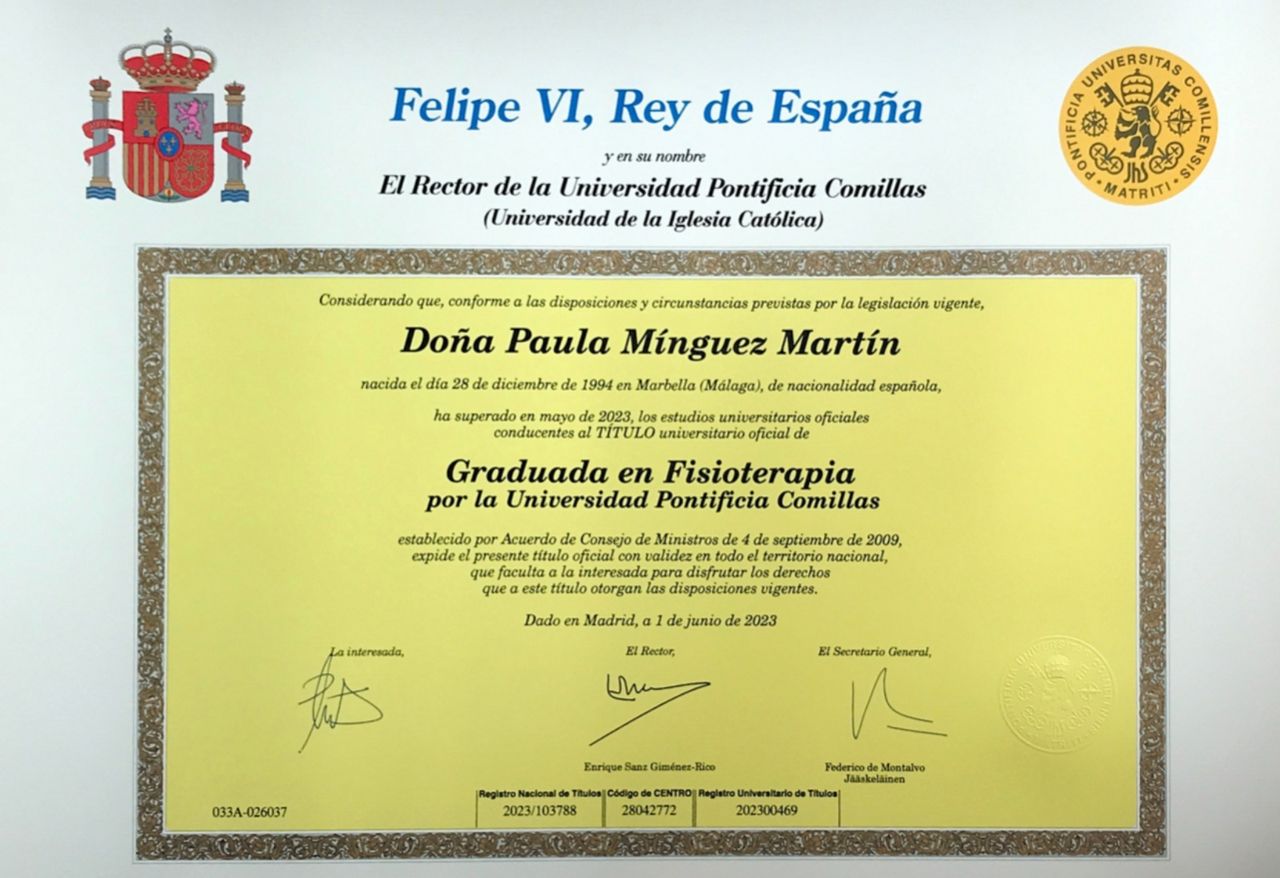 Felipe VI, Rey de España
y en su nombre
El Rector de la Universidad Pontificia Comillas
(Universidad de la Iglesia Católica)
PONTIFICIA UNIVERSITAS COMILLENSIS
MATRITI
Considerando que, conforme a las disposiciones y circunstancias previstas por la legislación vigente,
Doña Paula Mínguez Martín
nacida el día 28 de diciembre de 1994 en Marbella (Málaga), de nacionalidad española,
ha superado en mayo de 2023, los estudios universitarios oficiales
conducentes al TÍTULO universitario oficial de
Graduada en Fisioterapia
por la Universidad Pontificia Comillas
establecido por Acuerdo de Consejo de Ministros de 4 de septiembre de 2009,
expide el presente título oficial con validez en todo el territorio nacional,
que faculta a la interesada para disfrutar los derechos
que a este título otorgan las disposiciones vigentes.
Dado en Madrid, a 1 de junio de 2023
La interesada, El Rector, El Secretario General,
Enrique Sanz Giménez-Rico Federico de Montalvo
Jääskeläinen
Registro Nacional de Títulos Código de CENTRO Registro Universitario de Títulos
033A-026037 2023/103788 28042772 202300469